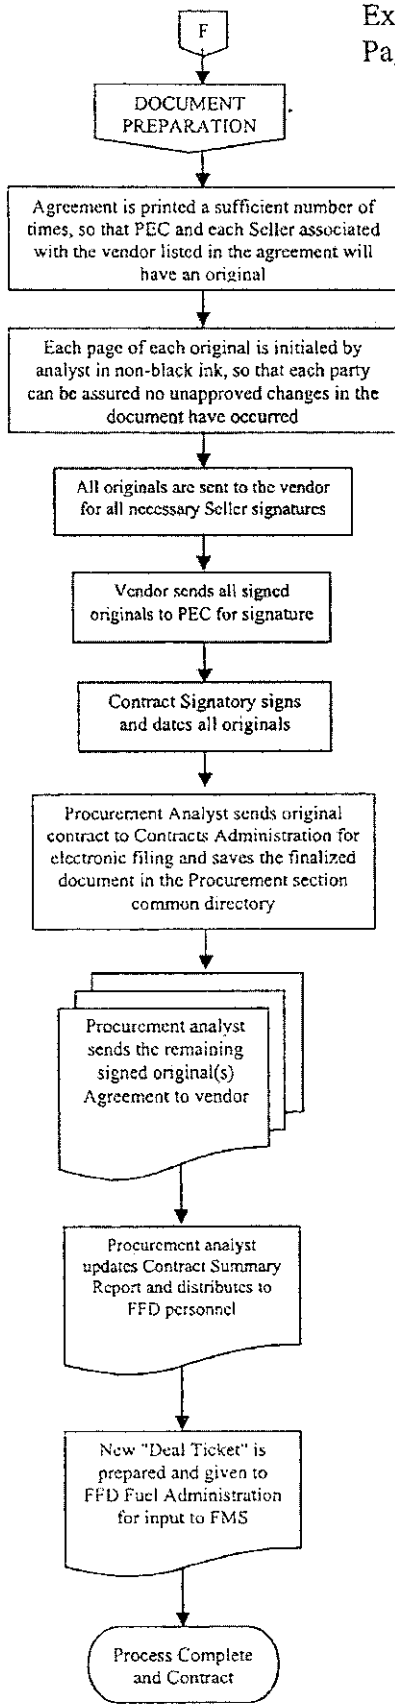 Ex
Pa
F
DOCUMENT
PREPARATION
Agreement is printed a sufficient number of
times, so that PEC and each Seller associated
with the vendor listed in the agreement will
have an original
Each page of each original is initialed by
analyst in non-black ink, so that each party
can be assured no unapproved changes in the
document have occurred
All originals are sent to the vendor
for all necessary Seller signatures
Vendor sends all signed
originals to PEC for signature
Contract Signatory signs
and dates all originals
Procurement Analyst sends original
contract to Contracts Administration for
electronic filing and saves the finalized
document in the Procurement section
common directory
Procurement analyst
sends the remaining
signed original(s)
Agreement to vendor
Procurement analyst
updates Contract Summary
Report and distributes to
FFD personnel
New "Deal Ticket" is
prepared and given to
FFD Fuel Administration
for input to FMS
Process Complete
and Contract